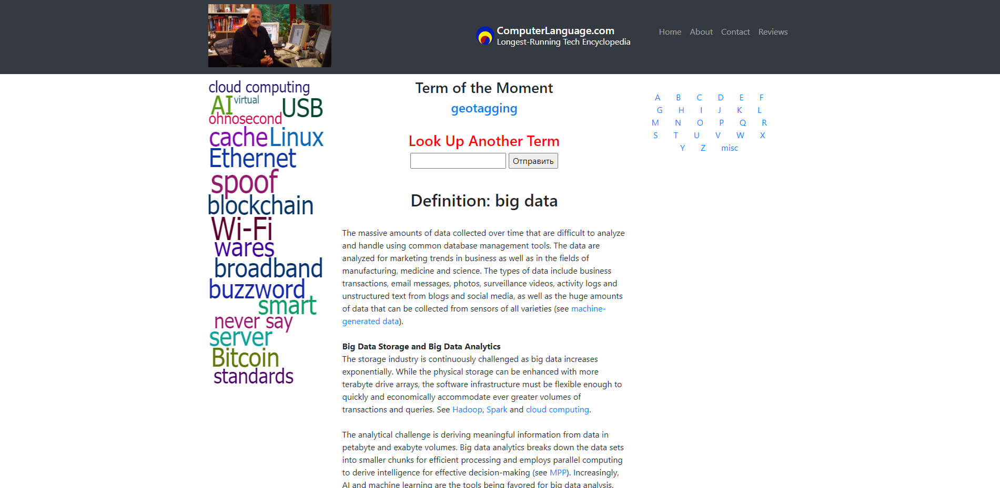 ComputerLanguage.com
Longest-Running Tech Encyclopedia
Home About Contact Reviews
cloud computing
AI virtual USB
ohnosecond
cache Linux
Ethernet
spoof
blockchain
Wi-Fi
wares
broadband
buzzword
smart
never say
server
Bitcoin
standards
Term of the Moment
geotagging
Look Up Another Term
Отправить
Definition: big data
The massive amounts of data collected over time that are difficult to analyze
and handle using common database management tools. The data are
analyzed for marketing trends in business as well as in the fields of
manufacturing, medicine and science. The types of data include business
transactions, email messages, photos, surveillance videos, activity logs and
unstructured text from blogs and social media, as well as the huge amounts
of data that can be collected from sensors of all varieties (see machine-
generated data).
Big Data Storage and Big Data Analytics
The storage industry is continuously challenged as big data increases
exponentially. While the physical storage can be enhanced with more
terabyte drive arrays, the software infrastructure must be flexible enough to
quickly and economically accommodate ever greater volumes of
transactions and queries. See Hadoop, Spark and cloud computing.
The analytical challenge is deriving meaningful information from data in
petabyte and exabyte volumes. Big data analytics breaks down the data sets
into smaller chunks for efficient processing and employs parallel computing
to derive intelligence for effective decision-making (see MPP). Increasingly,
AI and machine learning are the tools being favored for big data analysis.
A B C D E F
G H I J K L
M N O P Q R
S T U V W X
Y Z misc